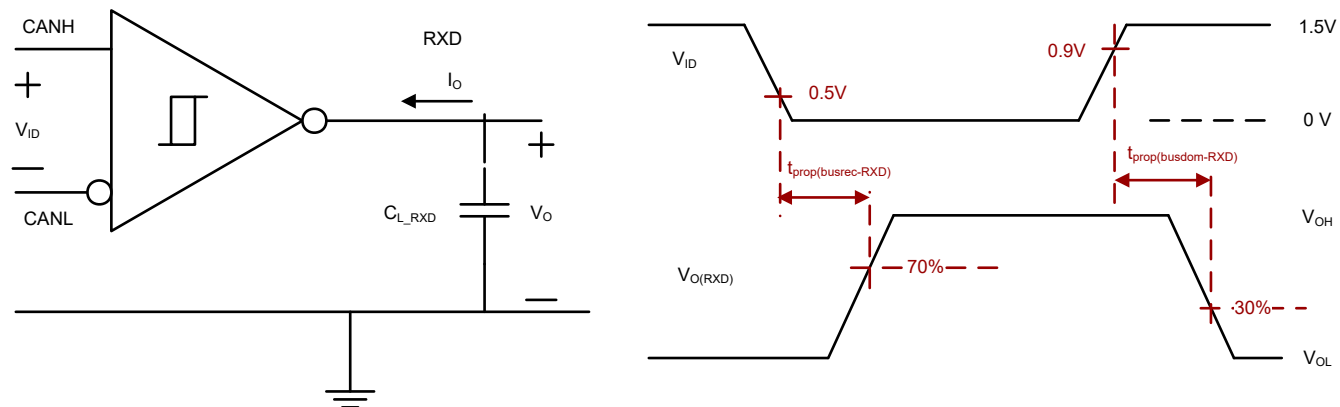 CANH
RXD
I_O
+
V_ID
−
CANL
C_L_RXD
+
V_O
−
V_ID
0.5V
0.9V
1.5V
0 V
t_prop(busrec-RXD)
t_prop(busdom-RXD)
V_OH
V_O(RXD)
70%
30%
V_OL